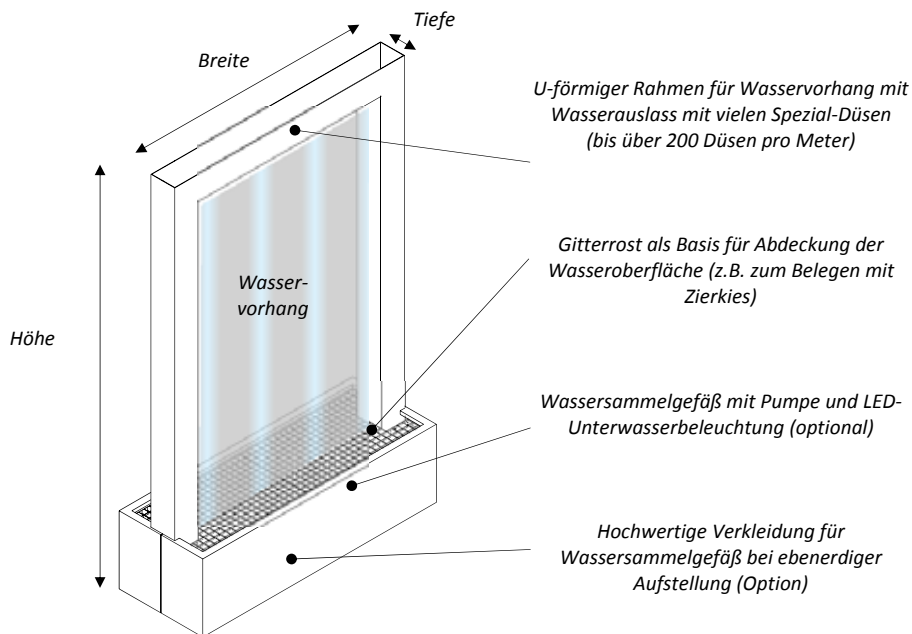 Tiefe
Breite
U-förmiger Rahmen für Wasservorhang mit
Wasserauslass mit vielen Spezial-Düsen
(bis über 200 Düsen pro Meter)
Gitterrost als Basis für Abdeckung der
Wasseroberfläche (z.B. zum Belegen mit
Zierkies)
Wasser-
vorhang
Höhe
Wassersammelgefäß mit Pumpe und LED-
Unterwasserbeleuchtung (optional)
Hochwertige Verkleidung für
Wassersammelgefäß bei ebenerdiger
Aufstellung (Option)